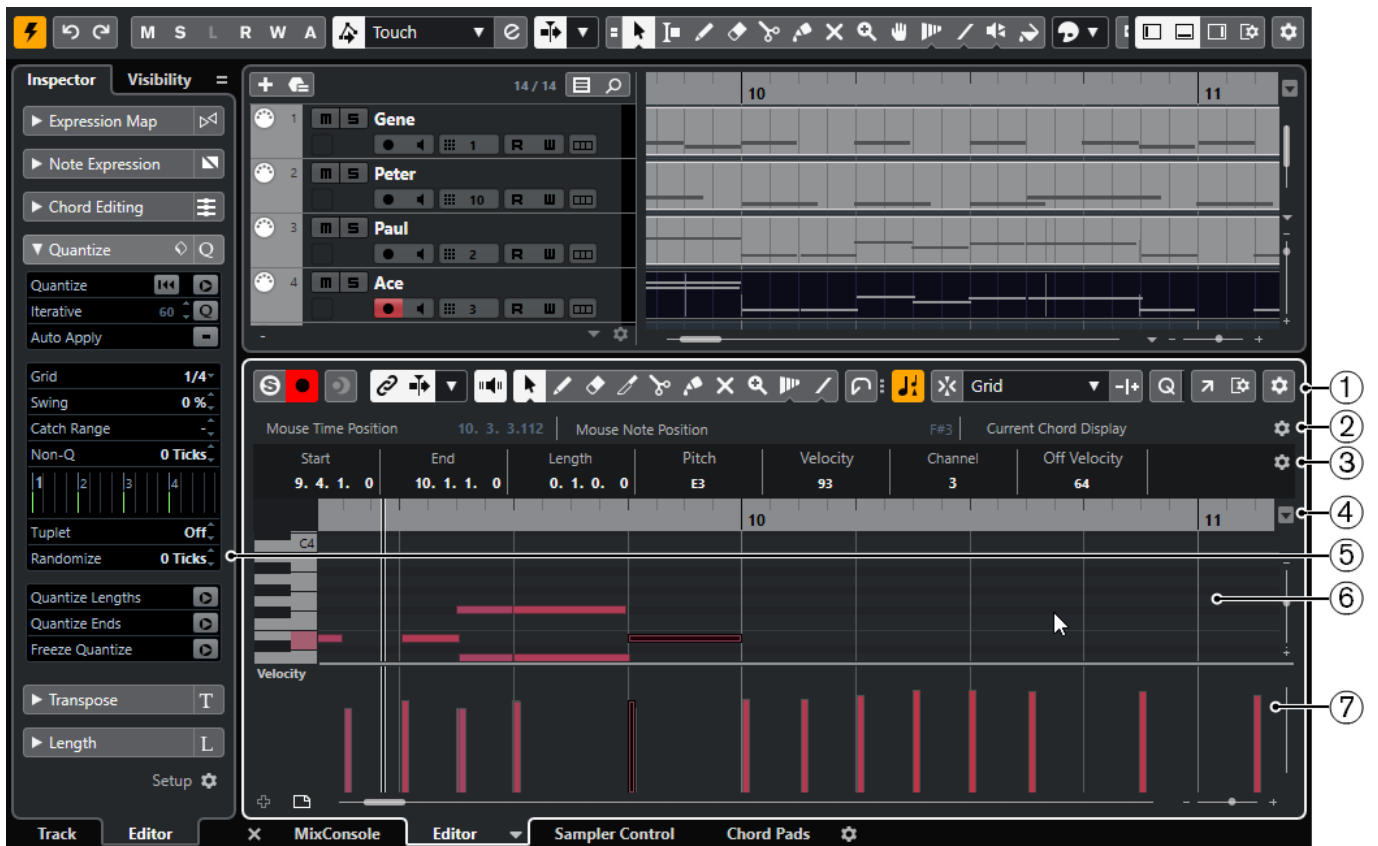 M S L R W A Touch
Inspector Visibility
Expression Map
Note Expression
Chord Editing
Quantize Q
Quantize
Iterative 60 Q
Auto Apply
Grid 1/4
Swing 0 %
Catch Range -
Non-Q 0 Ticks
1 2 3 4
Tuplet Off
Randomize 0 Ticks
Quantize Lengths
Quantize Ends
Freeze Quantize
Transpose T
Length L
Setup
Track Editor
14 / 14
10 11
1 m S Gene
1 R W
2 m S Peter
10 R W
3 m S Paul
2 R W
4 m S Ace
3 R W
-
S Grid Q
Mouse Time Position 10. 3. 3.112 Mouse Note Position F#3 Current Chord Display
Start End Length Pitch Velocity Channel Off Velocity
9. 4. 1. 0 10. 1. 1. 0 0. 1. 0. 0 E3 93 3 64
10 11
C4
Velocity
MixConsole Editor Sampler Control Chord Pads
1
2
3
4
5
6
7